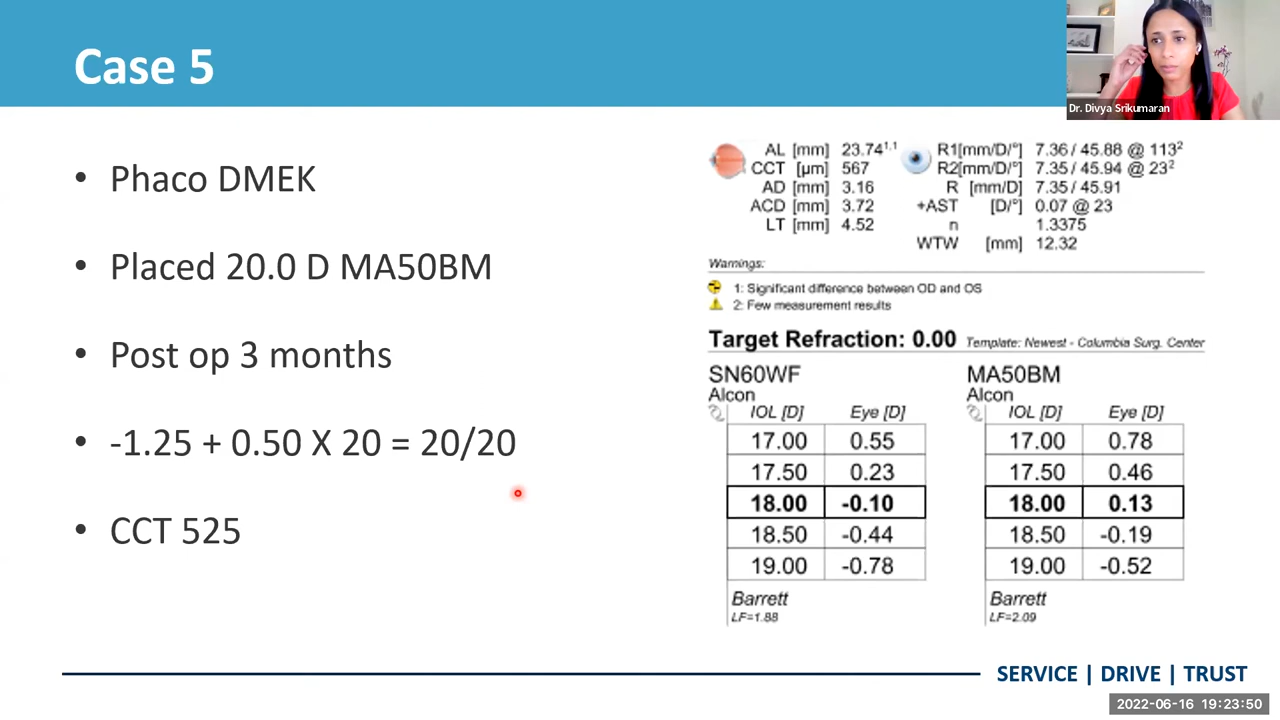 Case 5
Dr. Divya Srikumaran
• Phaco DMEK
• Placed 20.0 D MA50BM
• Post op 3 months
• -1.25 + 0.50 X 20 = 20/20
• CCT 525
AL [mm] 23.74¹·¹ R1[mm/D/°] 7.36 / 45.88 @ 113²
CCT [µm] 567 R2[mm/D/°] 7.35 / 45.94 @ 23²
AD [mm] 3.16 R [mm/D] 7.35 / 45.91
ACD [mm] 3.72 +AST [D/°] 0.07 @ 23
LT [mm] 4.52 n 1.3375
WTW [mm] 12.32
Warnings:
1: Significant difference between OD and OS
2: Few measurement results
Target Refraction: 0.00 Template: Newest - Columbia Surg. Center
SN60WF MA50BM
Alcon Alcon
IOL [D] Eye [D] IOL [D] Eye [D]
17.00 0.55 17.00 0.78
17.50 0.23 17.50 0.46
18.00 -0.10 18.00 0.13
18.50 -0.44 18.50 -0.19
19.00 -0.78 19.00 -0.52
Barrett Barrett
LF=1.88 LF=2.09
SERVICE | DRIVE | TRUST
2022-06-16 19:23:50